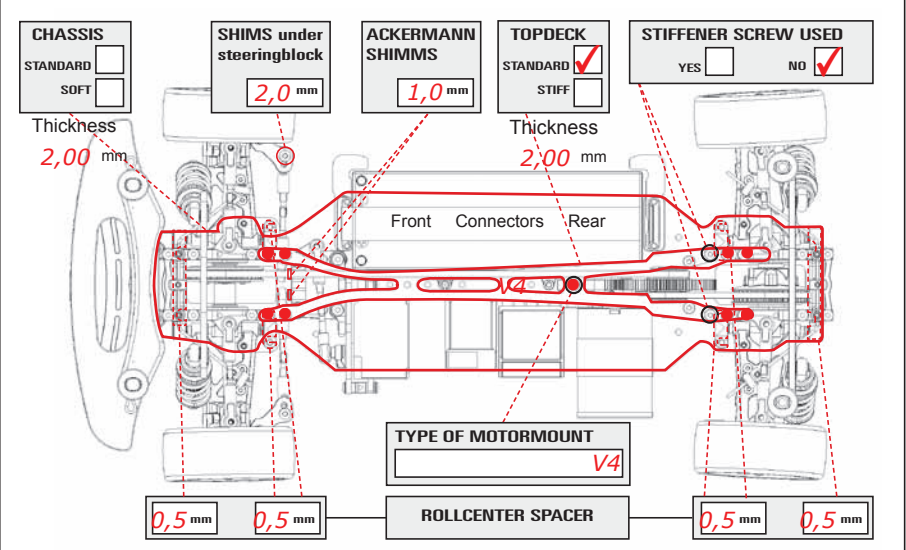 CHASSIS
STANDARD
SOFT
Thickness
2,00 mm
SHIMS under
steeringblock
2,0 mm
ACKERMANN
SHIMMS
1,0 mm
TOPDECK
STANDARD ✓
STIFF
Thickness
2,00 mm
STIFFENER SCREW USED
YES NO ✓
Front Connectors Rear
V4
TYPE OF MOTORMOUNT
V4
0,5 mm 0,5 mm ROLLCENTER SPACER 0,5 mm 0,5 mm